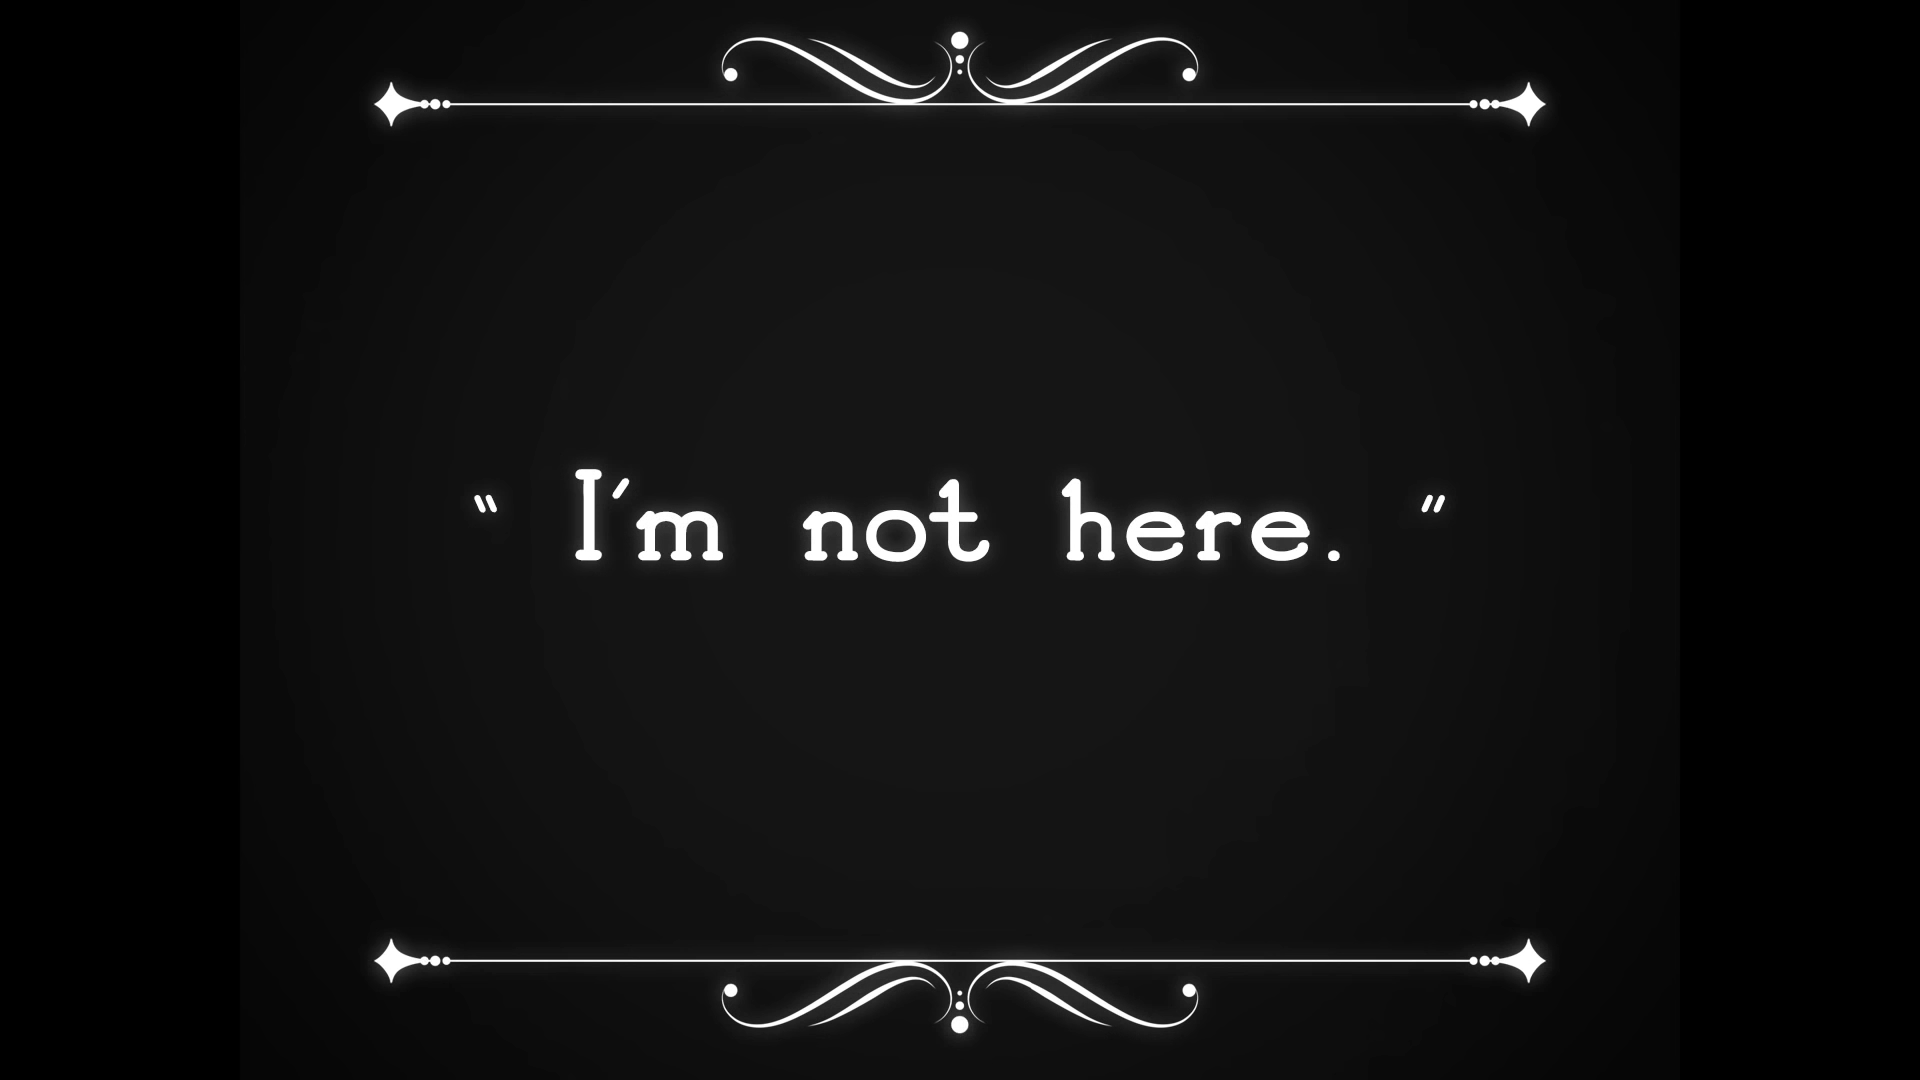 “ I'm not here. ”